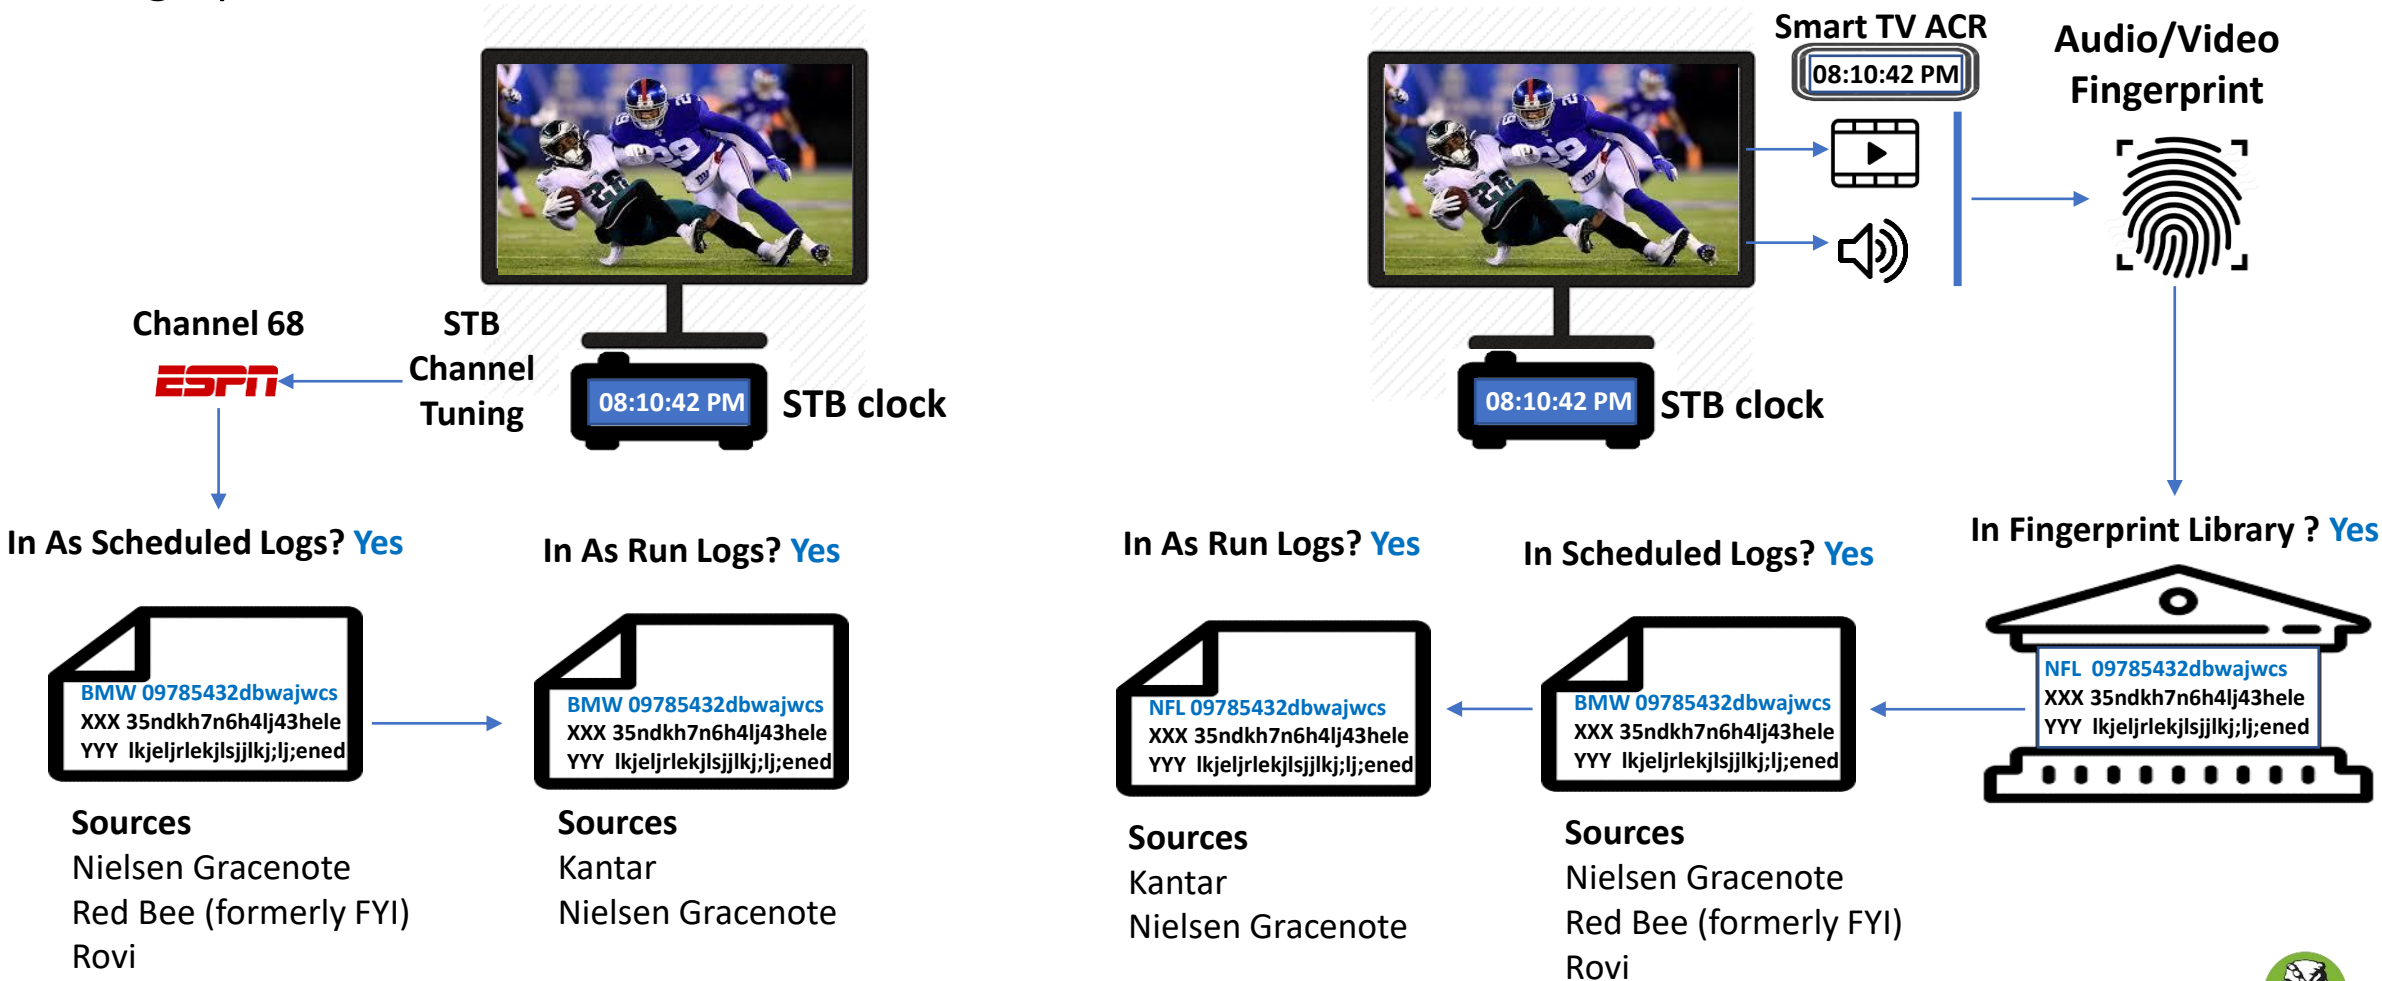 Smart TV ACR
08:10:42 PM
Audio/Video
Fingerprint
Channel 68
ESPN
STB
Channel
Tuning
08:10:42 PM
STB clock
08:10:42 PM
STB clock
In As Scheduled Logs? Yes
In As Run Logs? Yes
In As Run Logs? Yes
In Scheduled Logs? Yes
In Fingerprint Library ? Yes
BMW 09785432dbwajwcs
XXX 35ndkh7n6h4lj43hele
YYY lkjeljrlekjlsjjlkj;lj;ened
BMW 09785432dbwajwcs
XXX 35ndkh7n6h4lj43hele
YYY lkjeljrlekjlsjjlkj;lj;ened
NFL 09785432dbwajwcs
XXX 35ndkh7n6h4lj43hele
YYY lkjeljrlekjlsjjlkj;lj;ened
BMW 09785432dbwajwcs
XXX 35ndkh7n6h4lj43hele
YYY lkjeljrlekjlsjjlkj;lj;ened
NFL 09785432dbwajwcs
XXX 35ndkh7n6h4lj43hele
YYY lkjeljrlekjlsjjlkj;lj;ened
Sources
Nielsen Gracenote
Red Bee (formerly FYI)
Rovi
Sources
Kantar
Nielsen Gracenote
Sources
Kantar
Nielsen Gracenote
Sources
Nielsen Gracenote
Red Bee (formerly FYI)
Rovi